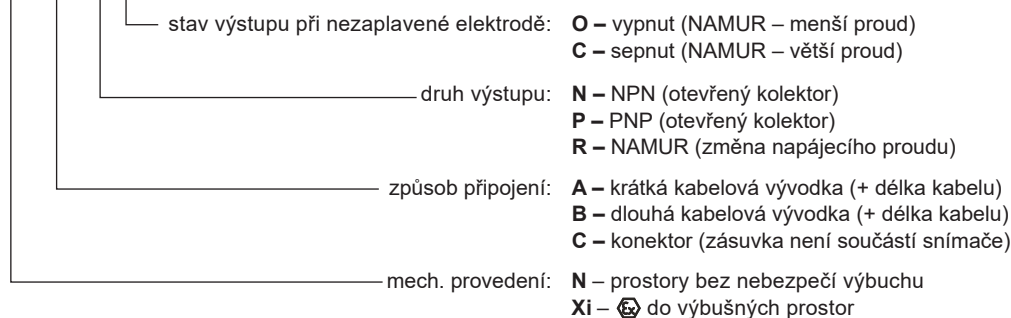 stav výstupu při nezaplavené elektrodě: O – vypnut (NAMUR – menší proud)
C – sepnut (NAMUR – větší proud)
druh výstupu: N – NPN (otevřený kolektor)
P – PNP (otevřený kolektor)
R – NAMUR (změna napájecího proudu)
způsob připojení: A – krátká kabelová vývodka (+ délka kabelu)
B – dlouhá kabelová vývodka (+ délka kabelu)
C – konektor (zásuvka není součástí snímače)
mech. provedení: N – prostory bez nebezpečí výbuchu
Xi – Ex do výbušných prostor